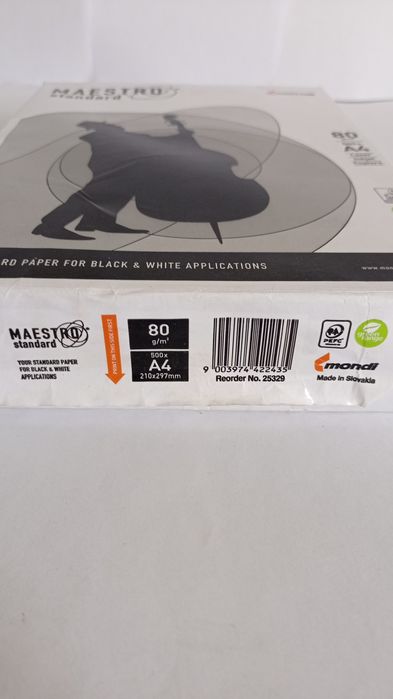 MAESTRO
standard
80
A4
RD PAPER FOR BLACK & WHITE APPLICATIONS
MAESTRO
standard
YOUR STANDARD PAPER
FOR BLACK & WHITE
APPLICATIONS
PRINT ON THIS SIDE FIRST
80
g/m²
500x
A4
210x297mm
9 003974 422435
Reorder No. 25329
PEFC
green
range
mondi
Made in Slovakia